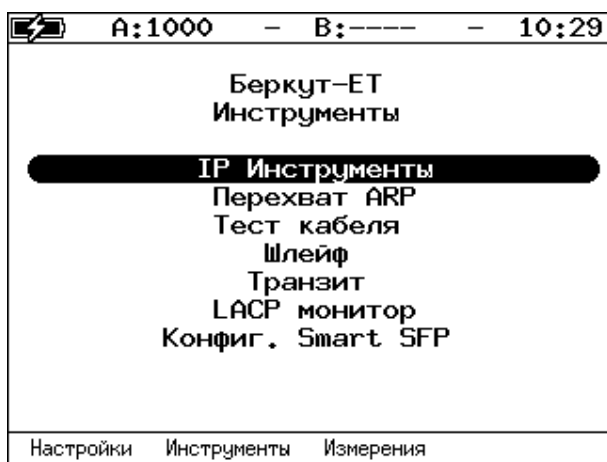 A:1000 – B:---- – 10:29
Беркут-ЕТ
Инструменты
IP Инструменты
Перехват ARP
Тест кабеля
Шлейф
Транзит
LACP монитор
Конфиг. Smart SFP
Настройки Инструменты Измерения